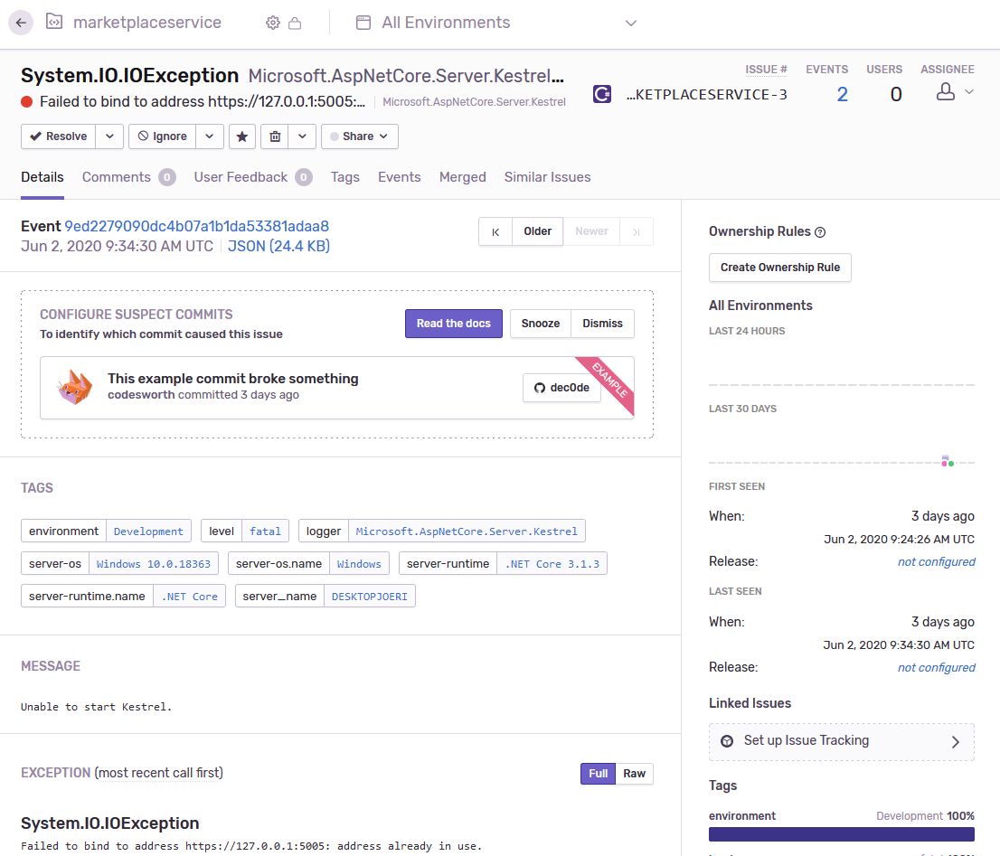 marketplaceservice All Environments
System.IO.IOException Microsoft.AspNetCore.Server.Kestrel...
Failed to bind to address https://127.0.0.1:5005:... Microsoft.AspNetCore.Server.Kestrel
ISSUE # EVENTS USERS ASSIGNEE
...KETPLACESERVICE-3 2 0
Resolve Ignore Share
Details Comments 0 User Feedback 0 Tags Events Merged Similar Issues
Event 9ed2279090dc4b07a1b1da53381adaa8
Jun 2, 2020 9:34:30 AM UTC JSON (24.4 KB)
Older Newer
CONFIGURE SUSPECT COMMITS
To identify which commit caused this issue
Read the docs Snooze Dismiss
This example commit broke something
codesworth committed 3 days ago
dec0de
EXAMPLE
TAGS
environment Development level fatal logger Microsoft.AspNetCore.Server.Kestrel
server-os Windows 10.0.18363 server-os.name Windows server-runtime .NET Core 3.1.3
server-runtime.name .NET Core server_name DESKTOPJOERI
MESSAGE
Unable to start Kestrel.
EXCEPTION (most recent call first)
Full Raw
System.IO.IOException
Failed to bind to address https://127.0.0.1:5005: address already in use.
Ownership Rules
Create Ownership Rule
All Environments
LAST 24 HOURS
LAST 30 DAYS
FIRST SEEN
When: 3 days ago
Jun 2, 2020 9:24:26 AM UTC
Release: not configured
LAST SEEN
When: 3 days ago
Jun 2, 2020 9:34:30 AM UTC
Release: not configured
Linked Issues
Set up Issue Tracking
Tags
environment Development 100%